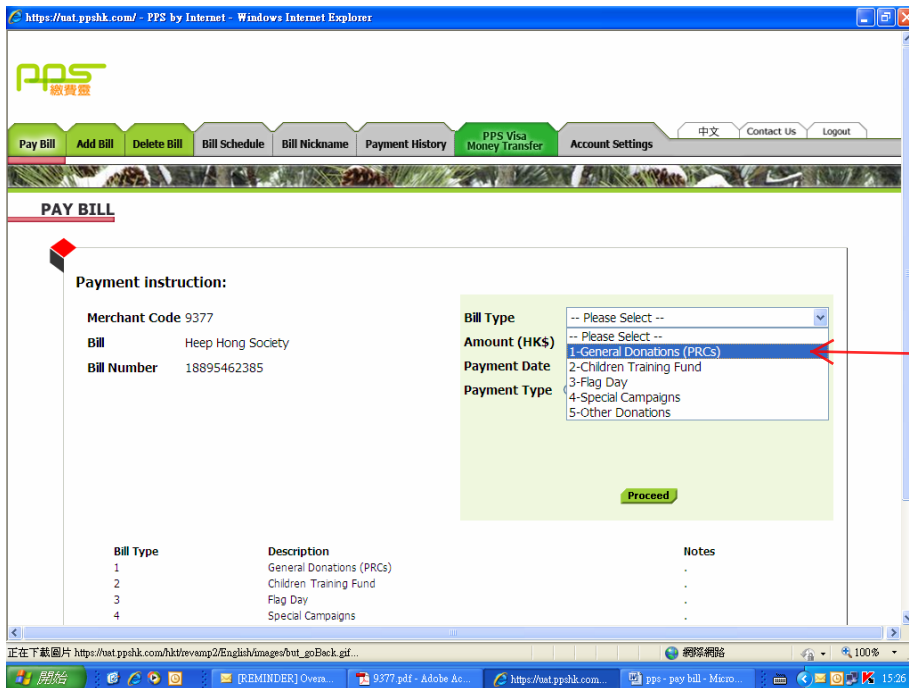 https://uat.ppshk.com/ - PPS by Internet - Windows Internet Explorer
pps
繳費靈
Pay Bill
Add Bill
Delete Bill
Bill Schedule
Bill Nickname
Payment History
PPS Visa
Money Transfer
Account Settings
中文
Contact Us
Logout
PAY BILL
Payment instruction:
Merchant Code 9377
Bill Heep Hong Society
Bill Number 18895462385
Bill Type -- Please Select --
Amount (HK$)
Payment Date
Payment Type
-- Please Select --
1-General Donations (PRCs)
2-Children Training Fund
3-Flag Day
4-Special Campaigns
5-Other Donations
Proceed
Bill Type Description Notes
1 General Donations (PRCs) .
2 Children Training Fund .
3 Flag Day .
4 Special Campaigns .
正在下載圖片 https://uat.ppshk.com/hkt/revamp2/English/images/but_goBack.gif...
網際網路
100%
開始
[REMINDER] Overa...
9377.pdf - Adobe Ac...
https://uat.ppshk.com...
pps - pay bill - Micro...
15:26